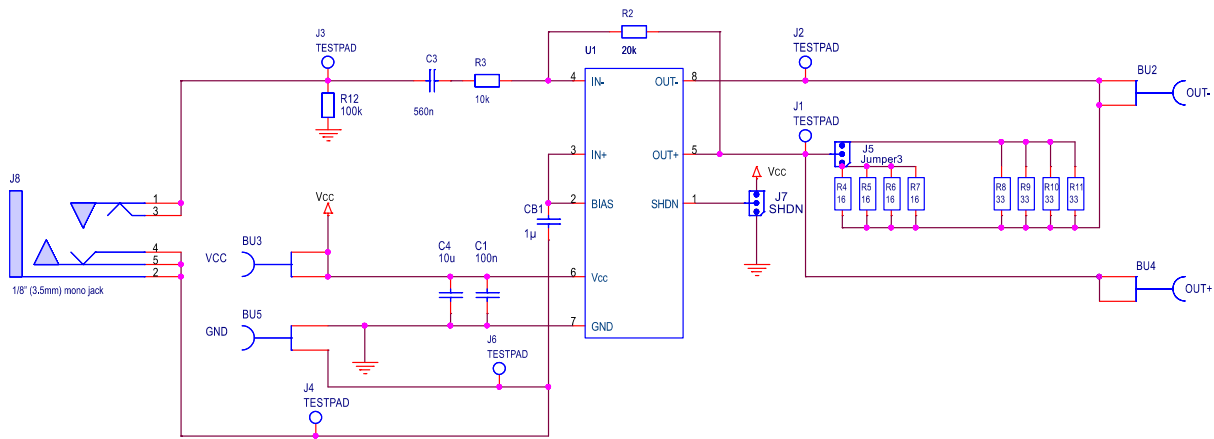 R2
20k
J3
TESTPAD
J2
TESTPAD
U1
C3
R3
4
IN-
OUT-
8
BU2
OUT-
R12
100k
560n
10k
J1
TESTPAD
3
IN+
OUT+
5
J5
Jumper3
Vcc
J8
R4
16
R5
16
R6
16
R7
16
R8
33
R9
33
R10
33
R11
33
1
3
Vcc
2
BIAS
SHDN
1
J7
SHDN
CB1
1µ
4
5
2
BU3
VCC
C4
10u
C1
100n
6
Vcc
BU4
OUT+
1/8" (3.5mm) mono jack
BU5
GND
7
GND
J6
TESTPAD
J4
TESTPAD